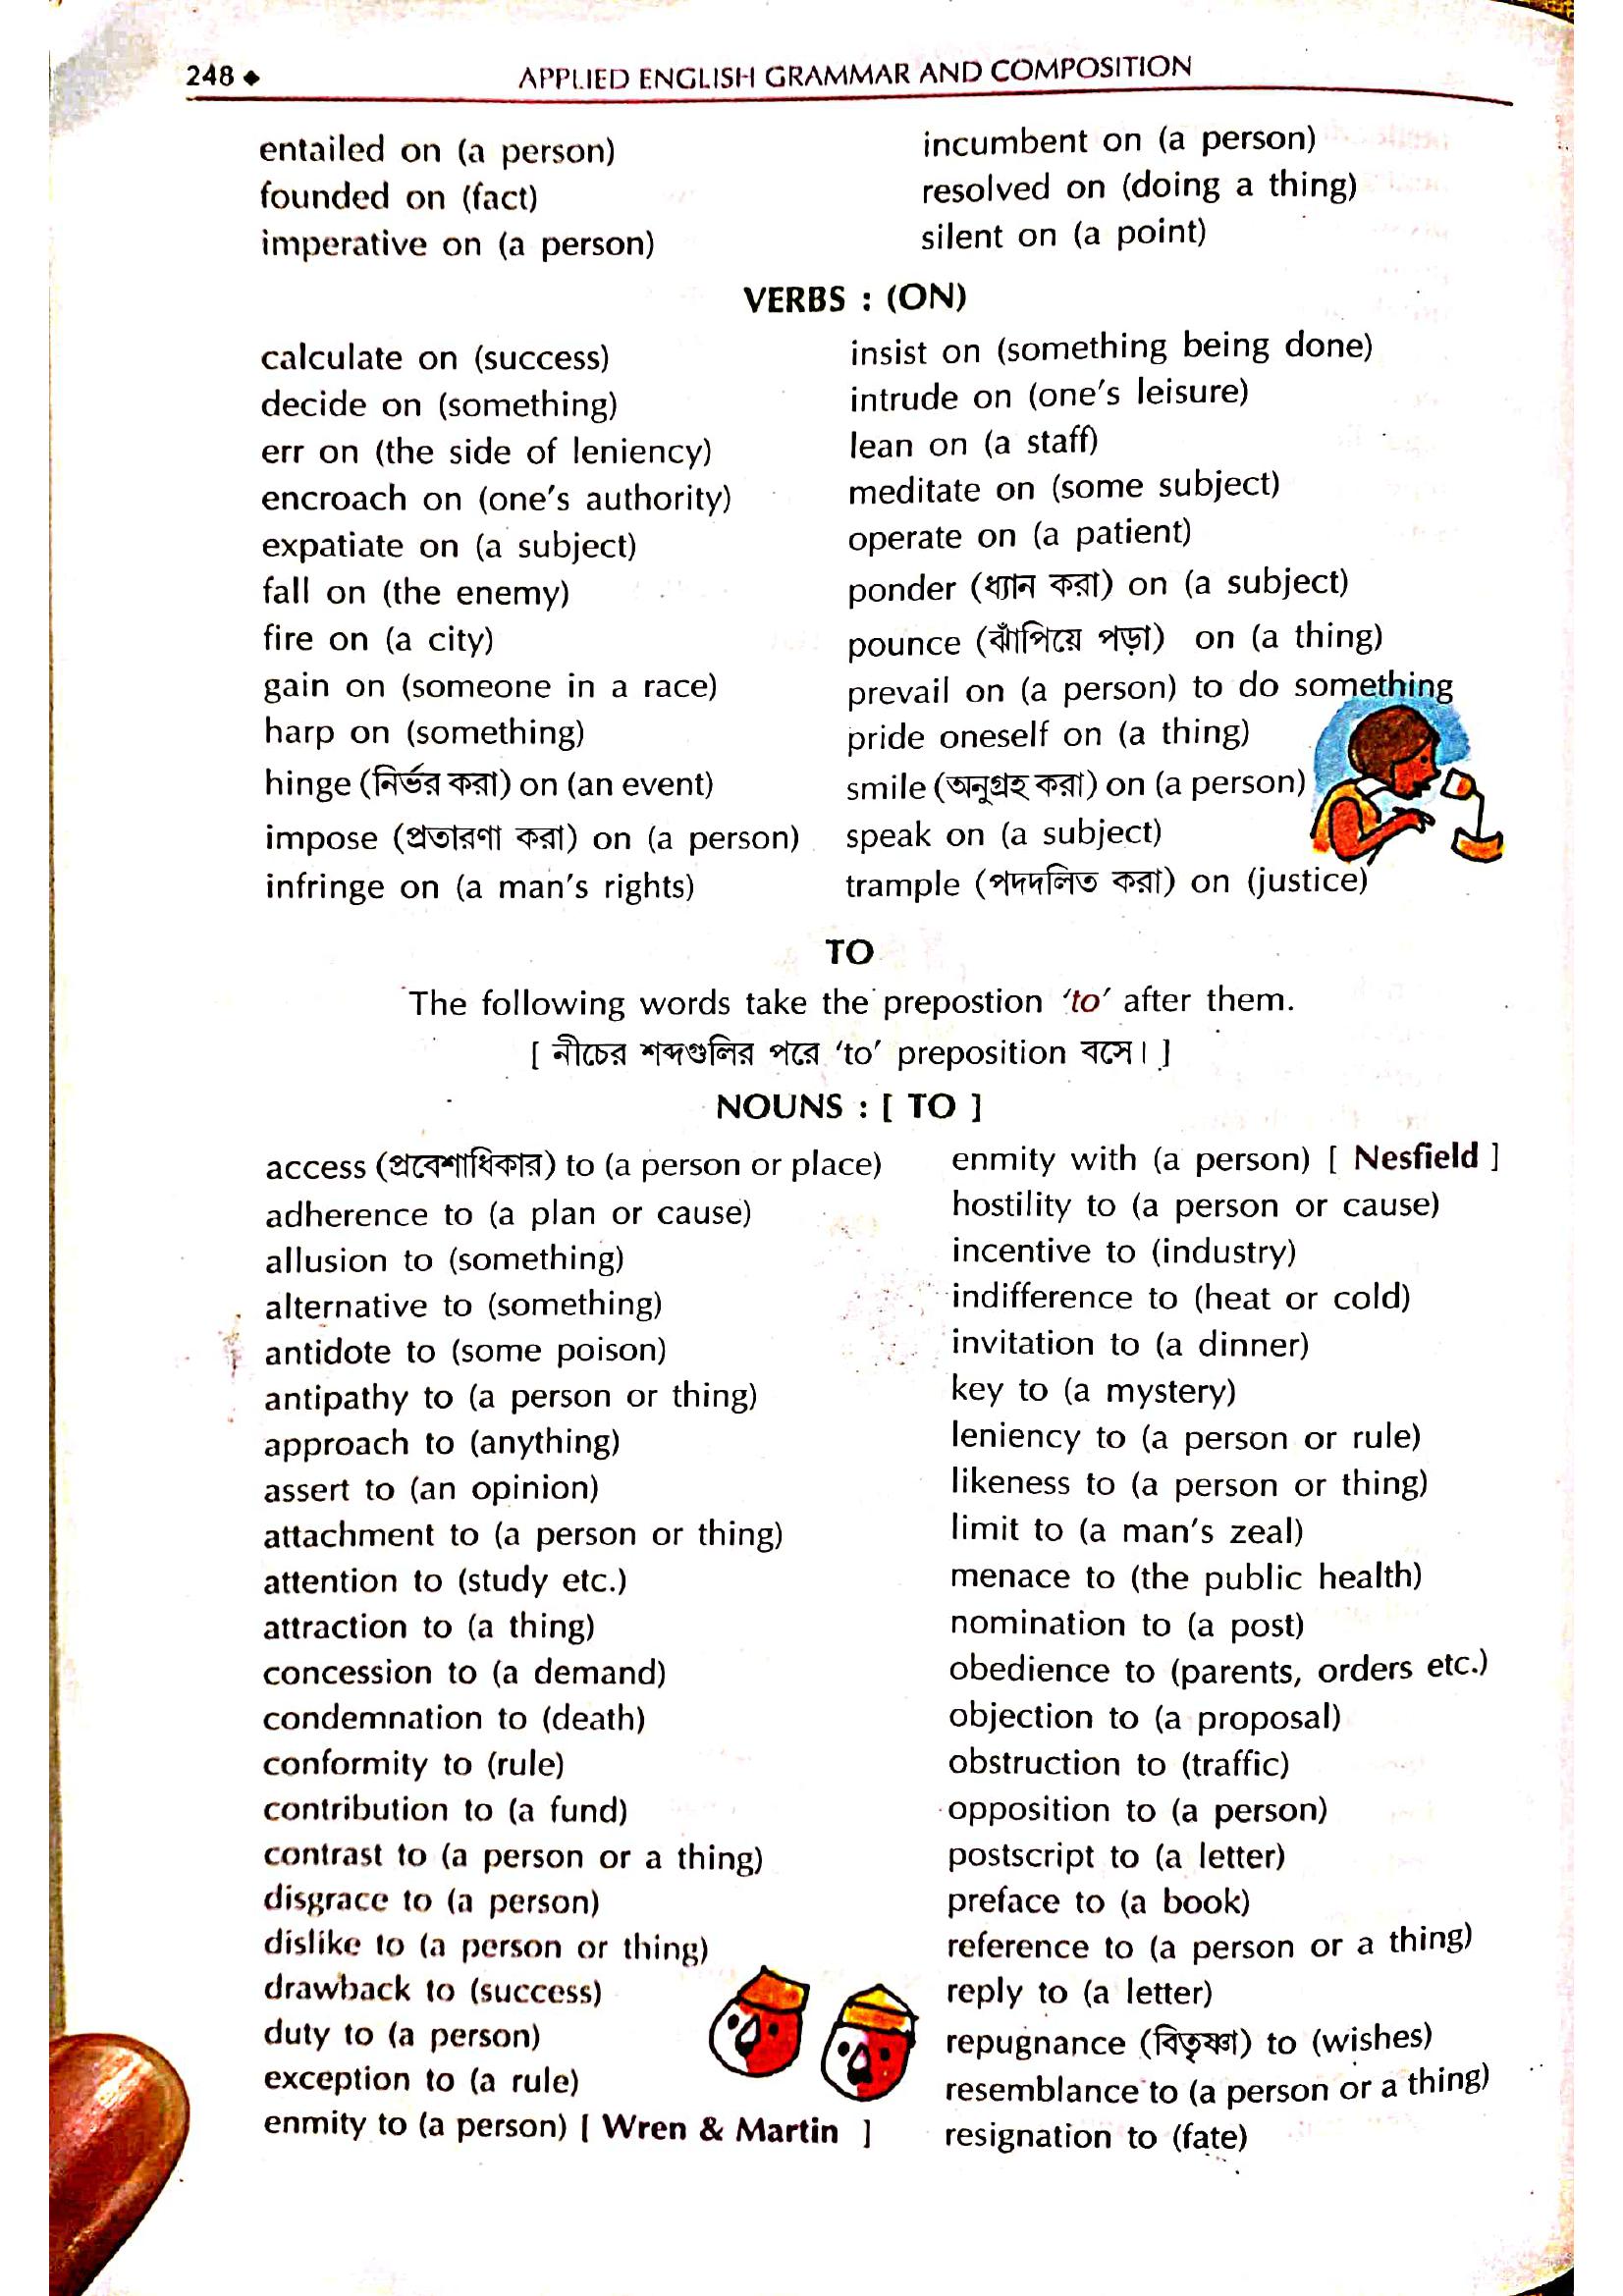 248 ◆ APPLIED ENGLISH GRAMMAR AND COMPOSITION
entailed on (a person)
founded on (fact)
imperative on (a person)
incumbent on (a person)
resolved on (doing a thing)
silent on (a point)
VERBS : (ON)
calculate on (success)
decide on (something)
err on (the side of leniency)
encroach on (one's authority)
expatiate on (a subject)
fall on (the enemy)
fire on (a city)
gain on (someone in a race)
harp on (something)
hinge (নির্ভর করা) on (an event)
impose (প্রতারণা করা) on (a person)
infringe on (a man's rights)
insist on (something being done)
intrude on (one's leisure)
lean on (a staff)
meditate on (some subject)
operate on (a patient)
ponder (ধ্যান করা) on (a subject)
pounce (ঝাঁপিয়ে পড়া) on (a thing)
prevail on (a person) to do something
pride oneself on (a thing)
smile (অনুগ্রহ করা) on (a person)
speak on (a subject)
trample (পদদলিত করা) on (justice)
TO
The following words take the prepostion 'to' after them.
[ নীচের শব্দগুলির পরে 'to' preposition বসে। ]
NOUNS : [ TO ]
access (প্রবেশাধিকার) to (a person or place)
adherence to (a plan or cause)
allusion to (something)
alternative to (something)
antidote to (some poison)
antipathy to (a person or thing)
approach to (anything)
assert to (an opinion)
attachment to (a person or thing)
attention to (study etc.)
attraction to (a thing)
concession to (a demand)
condemnation to (death)
conformity to (rule)
contribution to (a fund)
contrast to (a person or a thing)
disgrace to (a person)
dislike to (a person or thing)
drawback to (success)
duty to (a person)
exception to (a rule)
enmity to (a person) [ Wren & Martin ]
enmity with (a person) [ Nesfield ]
hostility to (a person or cause)
incentive to (industry)
indifference to (heat or cold)
invitation to (a dinner)
key to (a mystery)
leniency to (a person or rule)
likeness to (a person or thing)
limit to (a man's zeal)
menace to (the public health)
nomination to (a post)
obedience to (parents, orders etc.)
objection to (a proposal)
obstruction to (traffic)
opposition to (a person)
postscript to (a letter)
preface to (a book)
reference to (a person or a thing)
reply to (a letter)
repugnance (বিতৃষ্ণা) to (wishes)
resemblance to (a person or a thing)
resignation to (fate)